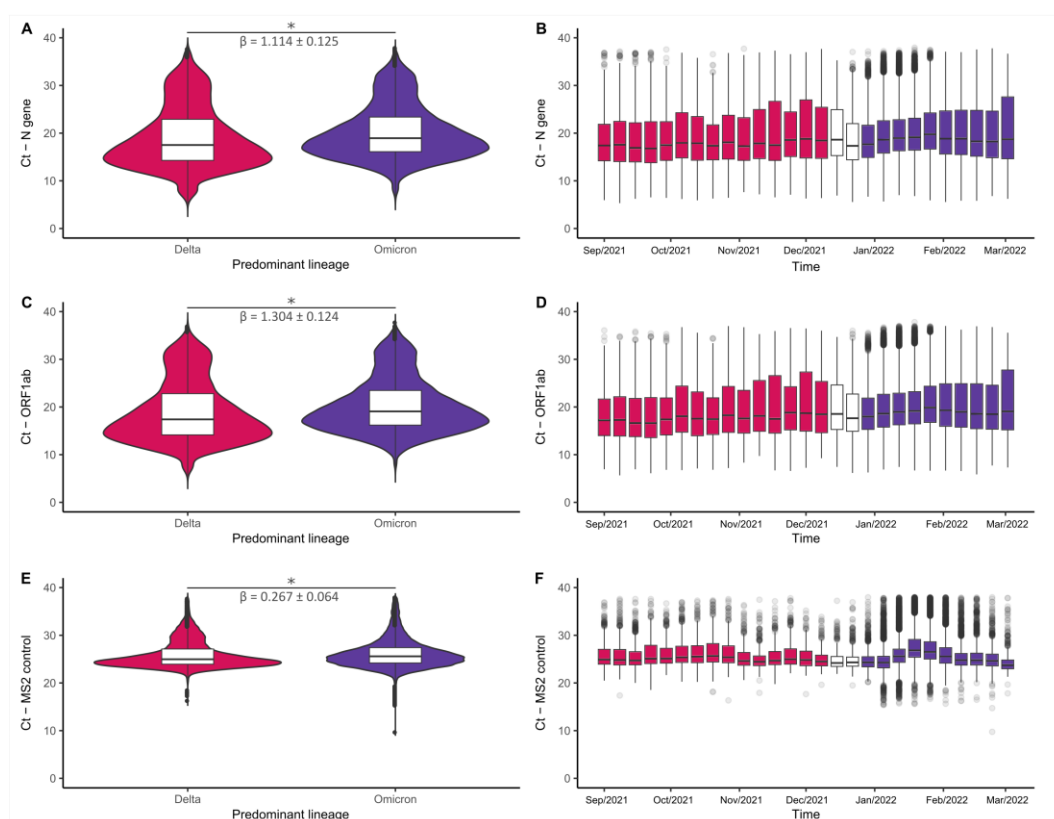 A
Ct − N gene
40
30
20
10
0
*
β = 1.114 ± 0.125
Delta
Omicron
Predominant lineage
B
Ct − N gene
40
30
20
10
0
Sep/2021 Oct/2021 Nov/2021 Dec/2021 Jan/2022 Feb/2022 Mar/2022
Time
C
Ct − ORF1ab
40
30
20
10
0
*
β = 1.304 ± 0.124
Delta
Omicron
Predominant lineage
D
Ct − ORF1ab
40
30
20
10
0
Sep/2021 Oct/2021 Nov/2021 Dec/2021 Jan/2022 Feb/2022 Mar/2022
Time
E
Ct − MS2 control
40
30
20
10
0
*
β = 0.267 ± 0.064
Delta
Omicron
Predominant lineage
F
Ct − MS2 control
40
30
20
10
0
Sep/2021 Oct/2021 Nov/2021 Dec/2021 Jan/2022 Feb/2022 Mar/2022
Time